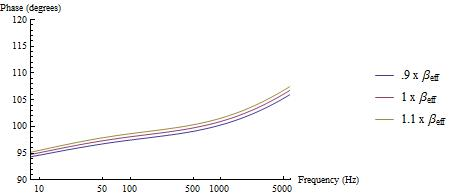 Phase (degrees)
120
115
110
105
100
95
90
10 50 100 500 1000 5000 Frequency (Hz)
.9 x βeff
1 x βeff
1.1 x βeff